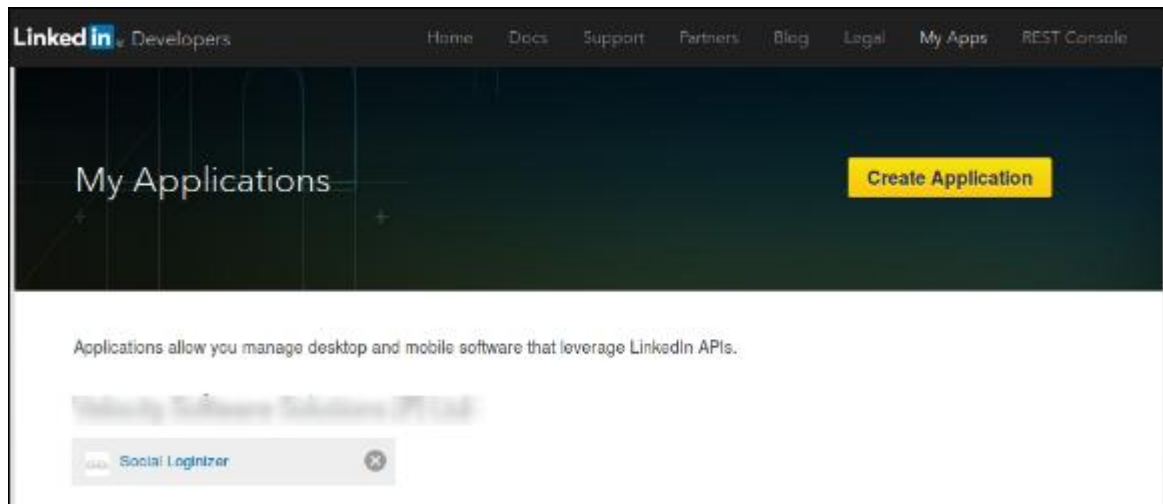 Linked in Developers Home Docs Support Partners Blog Legal My Apps REST Console
My Applications
Create Application
Applications allow you manage desktop and mobile software that leverage LinkedIn APIs.
Social Loginizer